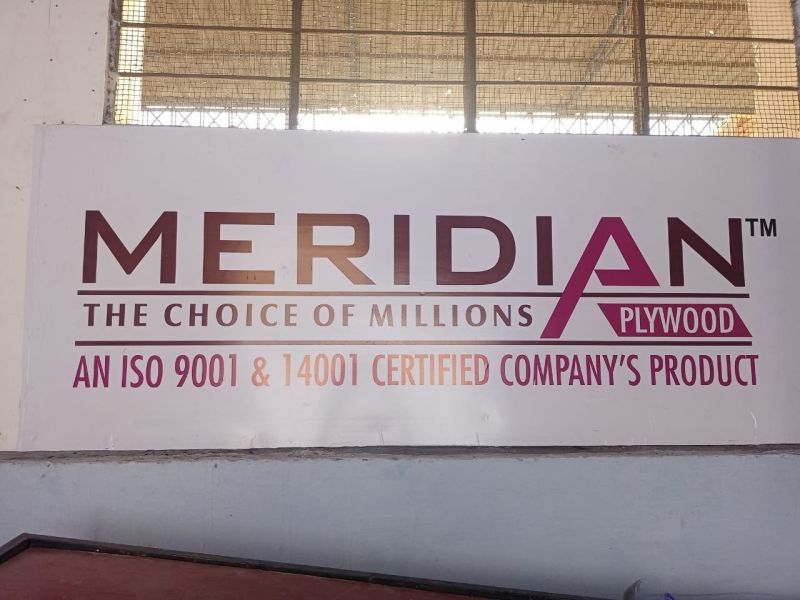 MERIDIAN™
THE CHOICE OF MILLIONS PLYWOOD
AN ISO 9001 & 14001 CERTIFIED COMPANY'S PRODUCT